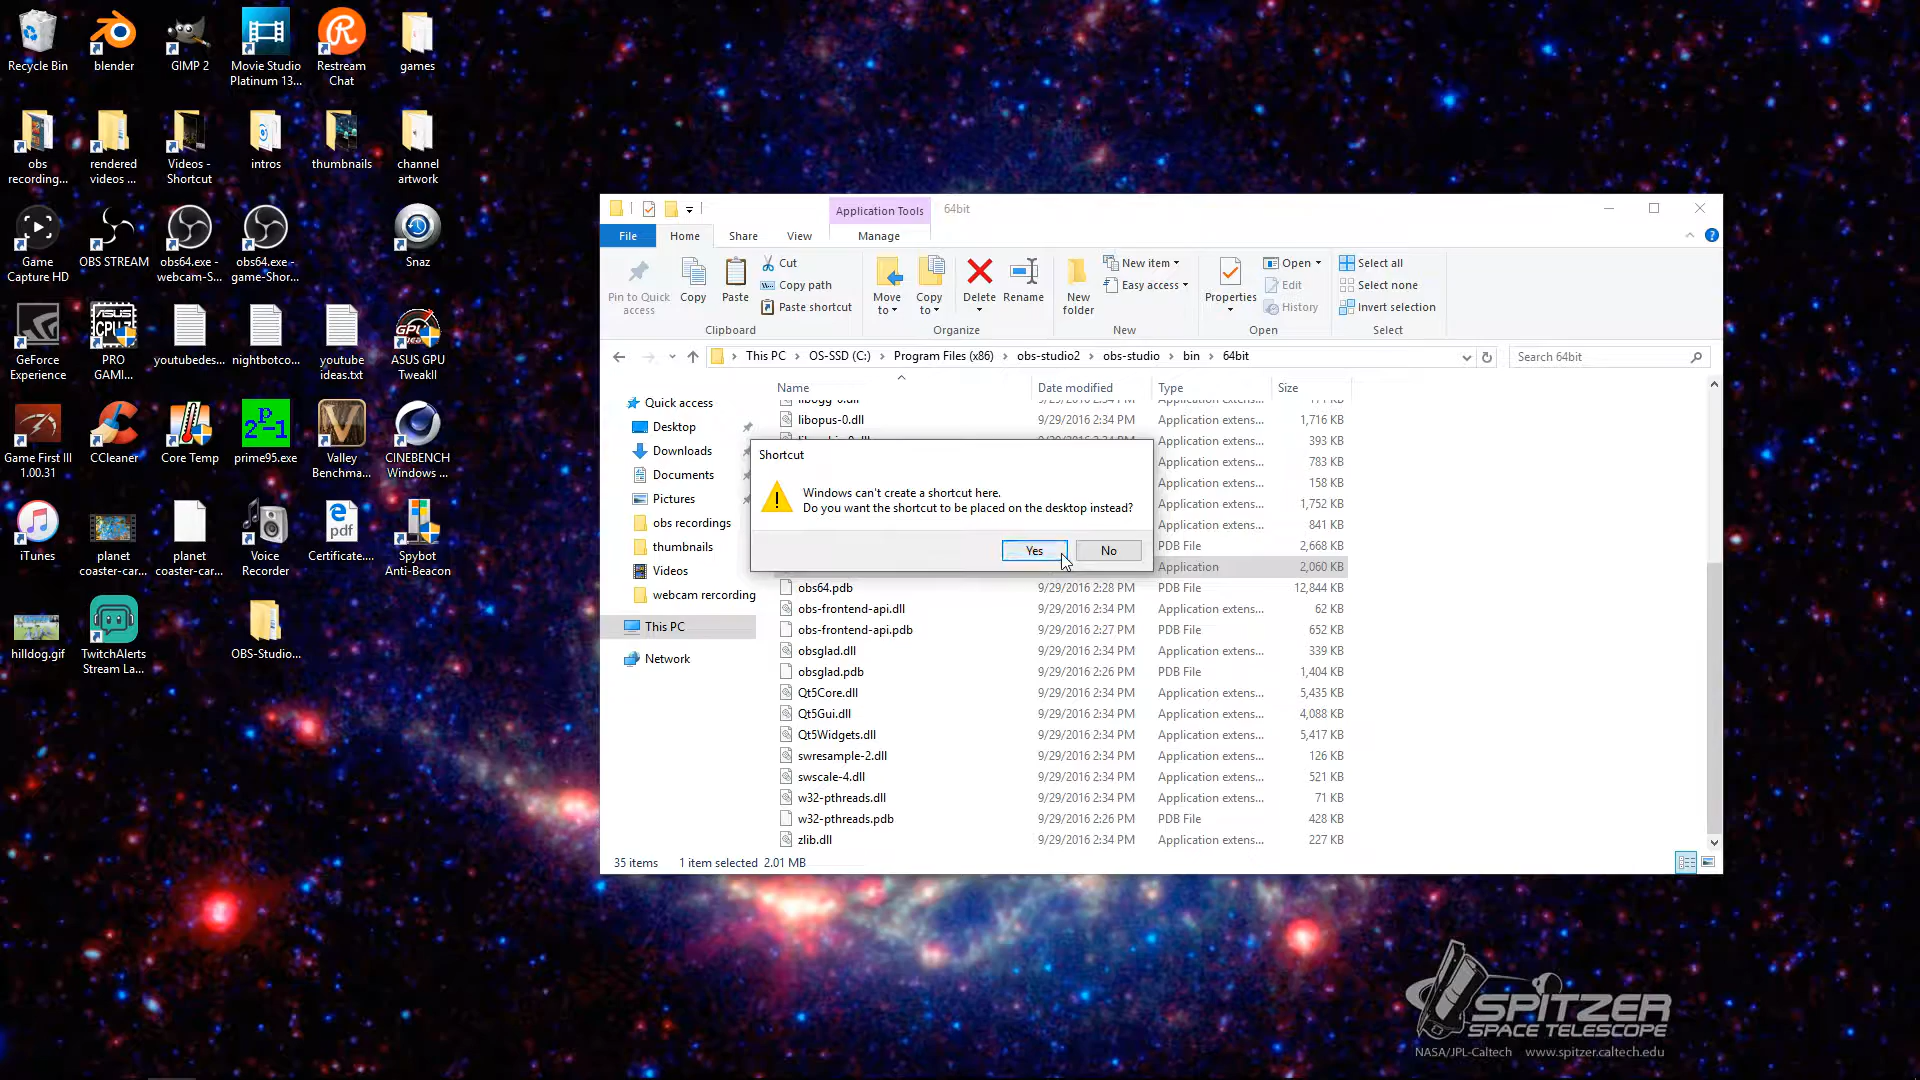 Recycle Bin
blender
GIMP 2
Movie Studio
Platinum 13...
Restream
Chat
games
obs
recording...
rendered
videos ...
Videos -
Shortcut
intros
thumbnails
channel
artwork
Game
Capture HD
OBS STREAM
obs64.exe -
webcam-S...
obs64.exe -
game-Shor...
Snaz
GeForce
Experience
PRO
GAMI...
youtubedes...
nightbotco...
youtube
ideas.txt
ASUS GPU
TweakII
Game First III
1.00.31
CCleaner
Core Temp
prime95.exe
Valley
Benchma...
CINEBENCH
Windows ...
iTunes
planet
coaster-car...
planet
coaster-car...
Voice
Recorder
Certificate....
Spybot
Anti-Beacon
hilldog.gif
TwitchAlerts
Stream La...
OBS-Studio...
Application Tools
64bit
File
Home
Share
View
Manage
Pin to Quick
access
Copy
Paste
Cut
Copy path
Paste shortcut
Clipboard
Move
to
Copy
to
Delete
Rename
Organize
New
folder
New item
Easy access
New
Properties
Open
Edit
History
Open
Select all
Select none
Invert selection
Select
This PC > OS-SSD (C:) > Program Files (x86) > obs-studio2 > obs-studio > bin > 64bit
Search 64bit
Quick access
Desktop
Downloads
Documents
Pictures
obs recordings
thumbnails
Videos
webcam recording
This PC
Network
Name Date modified Type Size
libopus-0.dll 9/29/2016 2:34 PM Application extens... 1,716 KB
Application extens... 393 KB
Application extens... 783 KB
Application extens... 158 KB
Application extens... 1,752 KB
Application extens... 841 KB
PDB File 2,668 KB
Application 2,060 KB
obs64.pdb 9/29/2016 2:28 PM PDB File 12,844 KB
obs-frontend-api.dll 9/29/2016 2:34 PM Application extens... 62 KB
obs-frontend-api.pdb 9/29/2016 2:27 PM PDB File 652 KB
obsglad.dll 9/29/2016 2:34 PM Application extens... 339 KB
obsglad.pdb 9/29/2016 2:26 PM PDB File 1,404 KB
Qt5Core.dll 9/29/2016 2:34 PM Application extens... 5,435 KB
Qt5Gui.dll 9/29/2016 2:34 PM Application extens... 4,088 KB
Qt5Widgets.dll 9/29/2016 2:34 PM Application extens... 5,417 KB
swresample-2.dll 9/29/2016 2:34 PM Application extens... 126 KB
swscale-4.dll 9/29/2016 2:34 PM Application extens... 521 KB
w32-pthreads.dll 9/29/2016 2:34 PM Application extens... 71 KB
w32-pthreads.pdb 9/29/2016 2:26 PM PDB File 428 KB
zlib.dll 9/29/2016 2:34 PM Application extens... 227 KB
35 items 1 item selected 2.01 MB
Shortcut
Windows can't create a shortcut here.
Do you want the shortcut to be placed on the desktop instead?
Yes
No
SPITZER
SPACE TELESCOPE
NASA/JPL-Caltech www.spitzer.caltech.edu